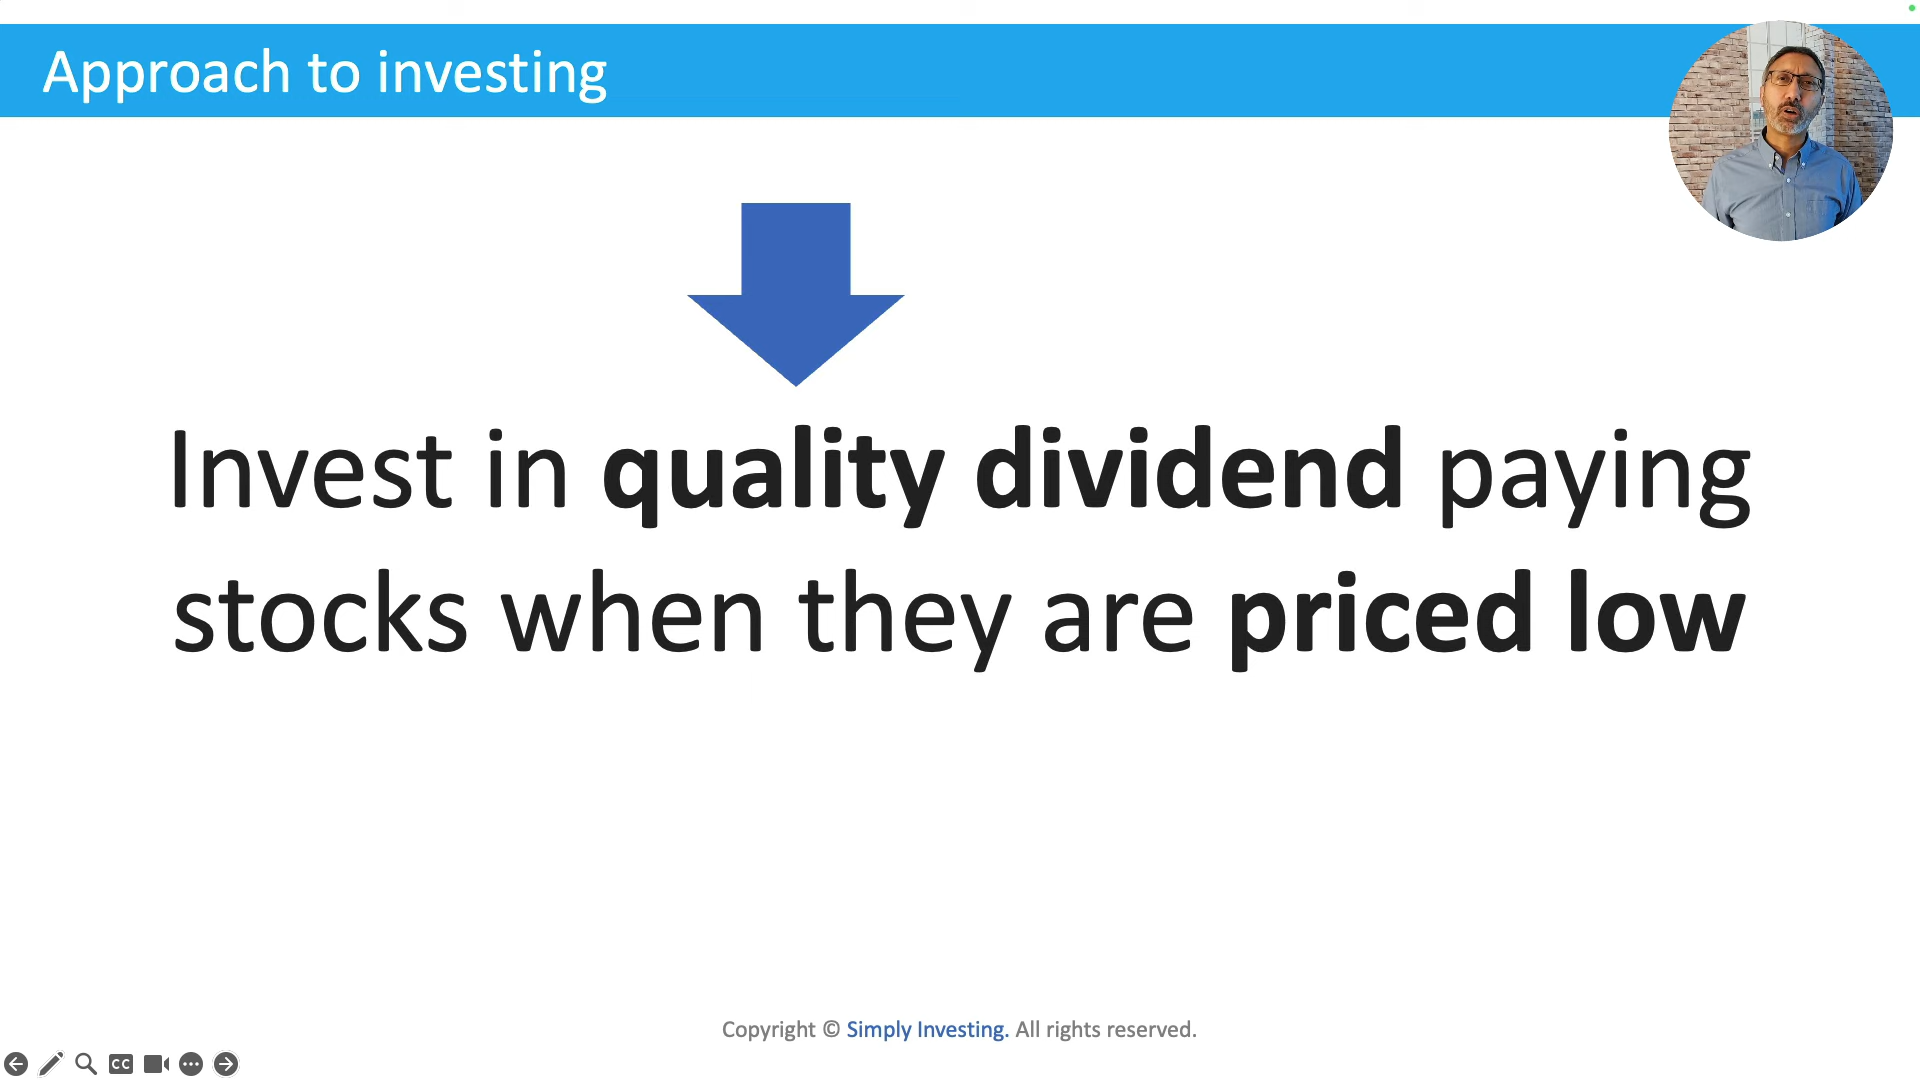 Approach to investing
Invest in quality dividend paying
stocks when they are priced low
Copyright © Simply Investing. All rights reserved.
CC